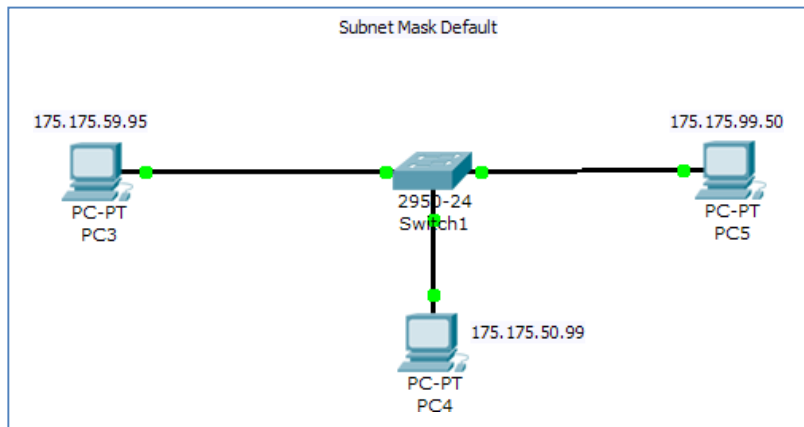 Subnet Mask Default
175.175.59.95
PC-PT
PC3
2950-24
Switch1
175.175.99.50
PC-PT
PC5
175.175.50.99
PC-PT
PC4